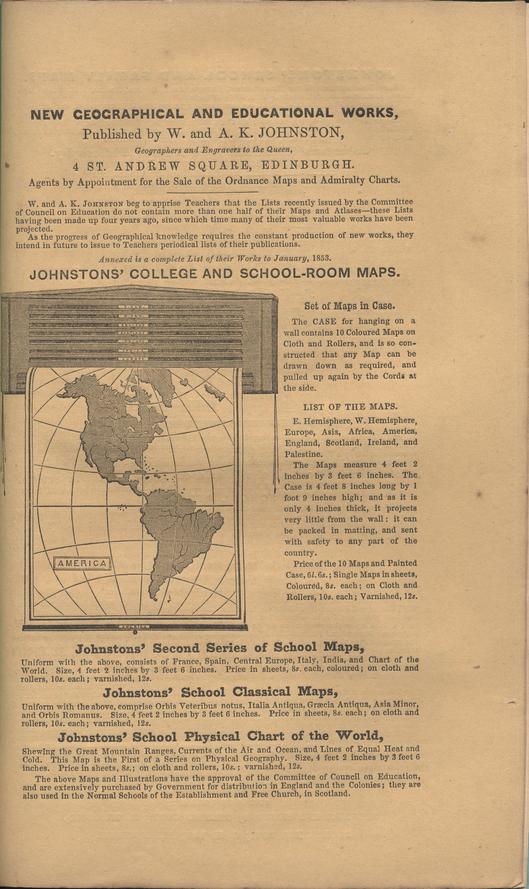 NEW GEOGRAPHICAL AND EDUCATIONAL WORKS,
Published by W. and A. K. JOHNSTON,
Geographers and Engravers to the Queen,
4 ST. ANDREW SQUARE, EDINBURGH.
Agents by Appointment for the Sale of the Ordnance Maps and Admiralty Charts.
W. and A. K. JOHNSTON beg to apprise Teachers that the Lists recently issued by the Committee
of Council on Education do not contain more than one half of their Maps and Atlases—these Lists
having been made up four years ago, since which time many of their most valuable works have been
projected.
As the progress of Geographical knowledge requires the constant production of new works, they
intend in future to issue to Teachers periodical lists of their publications.
Annexed is a complete List of their Works to January, 1853.
JOHNSTONS' COLLEGE AND SCHOOL-ROOM MAPS.
Set of Maps in Case.
The CASE for hanging on a
wall contains 10 Coloured Maps on
Cloth and Rollers, and is so con-
structed that any Map can be
drawn down as required, and
pulled up again by the Cords at
the side.
LIST OF THE MAPS.
E. Hemisphere, W. Hemisphere,
Europe, Asia, Africa, America,
England, Scotland, Ireland, and
Palestine.
The Maps measure 4 feet 2
inches by 3 feet 6 inches. The
Case is 4 feet 8 inches long by 1
foot 9 inches high; and as it is
only 4 inches thick, it projects
very little from the wall: it can
be packed in matting, and sent
with safety to any part of the
country.
Price of the 10 Maps and Painted
Case, 6l. 6s.; Single Maps in sheets,
Coloured, 8s. each; on Cloth and
Rollers, 10s. each; Varnished, 12s.
AMERICA
AMERICA
Johnstons' Second Series of School Maps,
Uniform with the above, consists of France, Spain, Central Europe, Italy, India, and Chart of the
World. Size, 4 feet 2 inches by 3 feet 6 inches. Price in sheets, 8s. each, coloured; on cloth and
rollers, 10s. each; varnished, 12s.
Johnstons' School Classical Maps,
Uniform with the above, comprise Orbis Veteribus notus, Italia Antiqua, Græcia Antiqua, Asia Minor,
and Orbis Romanus. Size, 4 feet 2 inches by 3 feet 6 inches. Price in sheets, 8s. each; on cloth and
rollers, 10s. each; varnished, 12s.
Johnstons' School Physical Chart of the World,
Shewing the Great Mountain Ranges, Currents of the Air and Ocean, and Lines of Equal Heat and
Cold. This Map is the First of a Series on Physical Geography. Size, 4 feet 2 inches by 3 feet 6
inches. Price in sheets, 8s.; on cloth and rollers, 10s.; varnished, 12s.
The above Maps and Illustrations have the approval of the Committee of Council on Education,
and are extensively purchased by Government for distribution in England and the Colonies; they are
also used in the Normal Schools of the Establishment and Free Church, in Scotland.